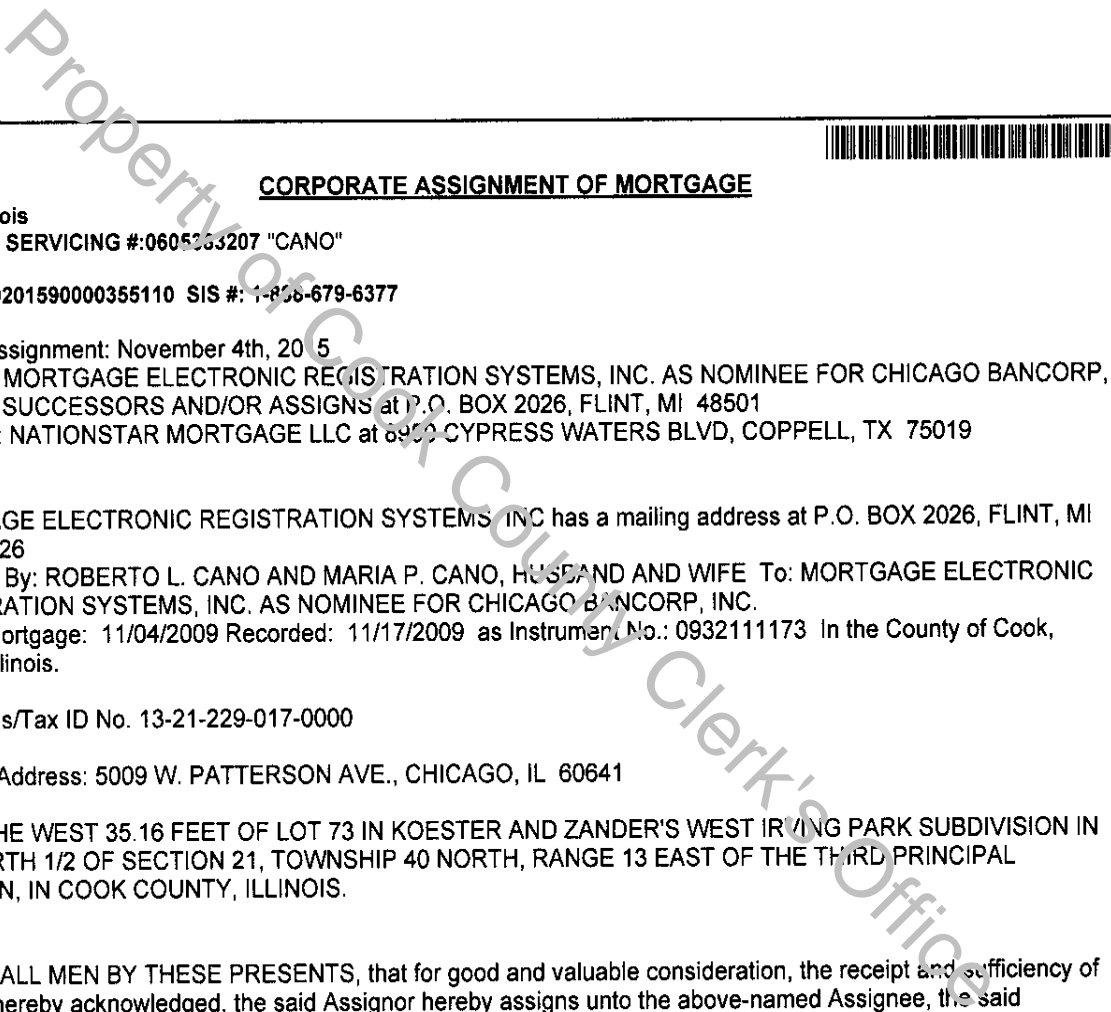 Property of Cook County Clerk's Office
CORPORATE ASSIGNMENT OF MORTGAGE
ois
SERVICING "CANO"
0201590000355110 SIS #:
ssignment: November 4th,
MORTGAGE ELECTRONIC REGISTRATION SYSTEMS, INC. AS NOMINEE FOR CHICAGO BANCORP,
SUCCESSORS AND/OR ASSIGNS at P.O. BOX 2026, FLINT, MI 48501
: NATIONSTAR MORTGAGE LLC at CYPRESS WATERS BLVD, COPPELL, TX 75019
GE ELECTRONIC REGISTRATION SYSTEMS INC has a mailing address at P.O. BOX 2026, FLINT, MI
26
By: ROBERTO L. CANO AND MARIA P. CANO, HUSBAND AND WIFE To: MORTGAGE ELECTRONIC
RATION SYSTEMS, INC. AS NOMINEE FOR CHICAGO BANCORP, INC.
ortgage: 11/04/2009 Recorded: 11/17/2009 as Instrument No.: 0932111173 In the County of Cook,
linois.
s/Tax ID No. 13-21-229-017-0000
Address: 5009 W. PATTERSON AVE., CHICAGO, IL 60641
HE WEST 35.16 FEET OF LOT 73 IN KOESTER AND ZANDER'S WEST IRVING PARK SUBDIVISION IN
RTH 1/2 OF SECTION 21, TOWNSHIP 40 NORTH, RANGE 13 EAST OF THE THIRD PRINCIPAL
N, IN COOK COUNTY, ILLINOIS.
ALL MEN BY THESE PRESENTS, that for good and valuable consideration, the receipt and sufficiency of
hereby acknowledged, the said Assignor hereby assigns unto the above-named Assignee, the said